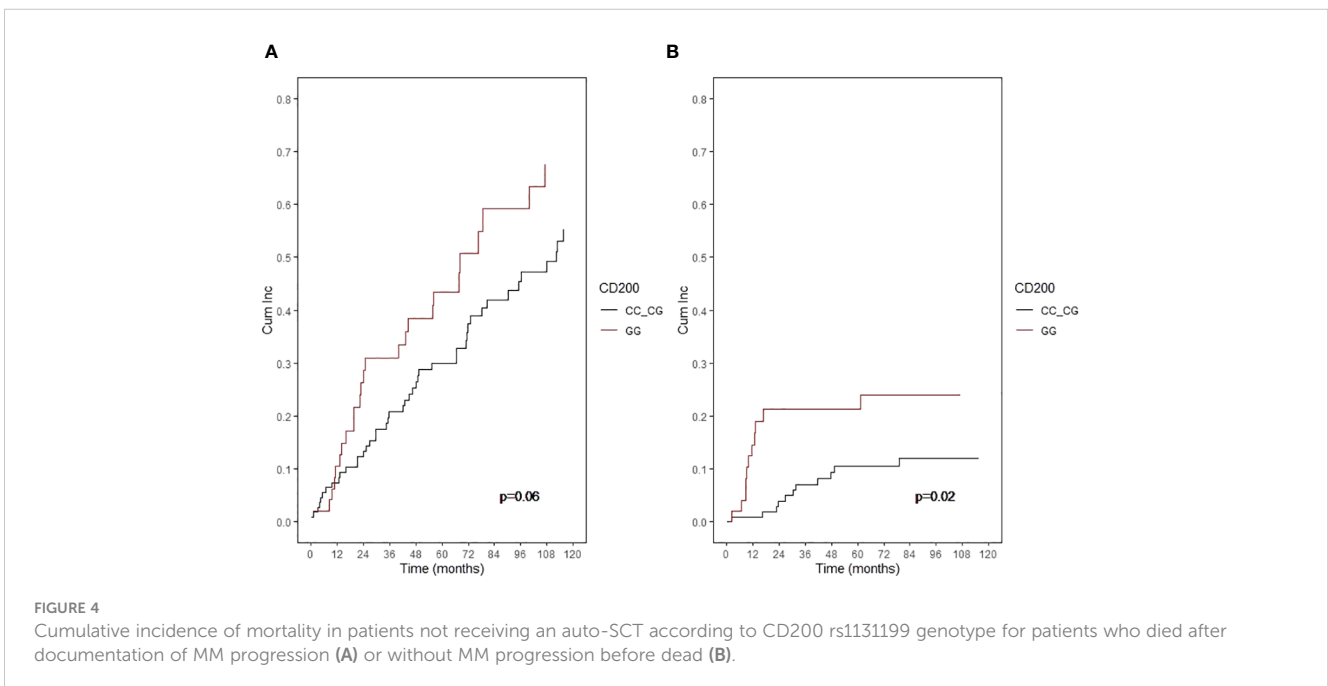 A
B
0.8
0.7
0.6
0.5
0.4
0.3
0.2
0.1
0.0
Cum Inc
0 12 24 36 48 60 72 84 96 108 120
Time (months)
p=0.06
CD200
CC_CG
GG
0.8
0.7
0.6
0.5
0.4
0.3
0.2
0.1
0.0
Cum Inc
0 12 24 36 48 60 72 84 96 108 120
Time (months)
p=0.02
CD200
CC_CG
GG
FIGURE 4
Cumulative incidence of mortality in patients not receiving an auto-SCT according to CD200 rs1131199 genotype for patients who died after
documentation of MM progression (A) or without MM progression before dead (B).